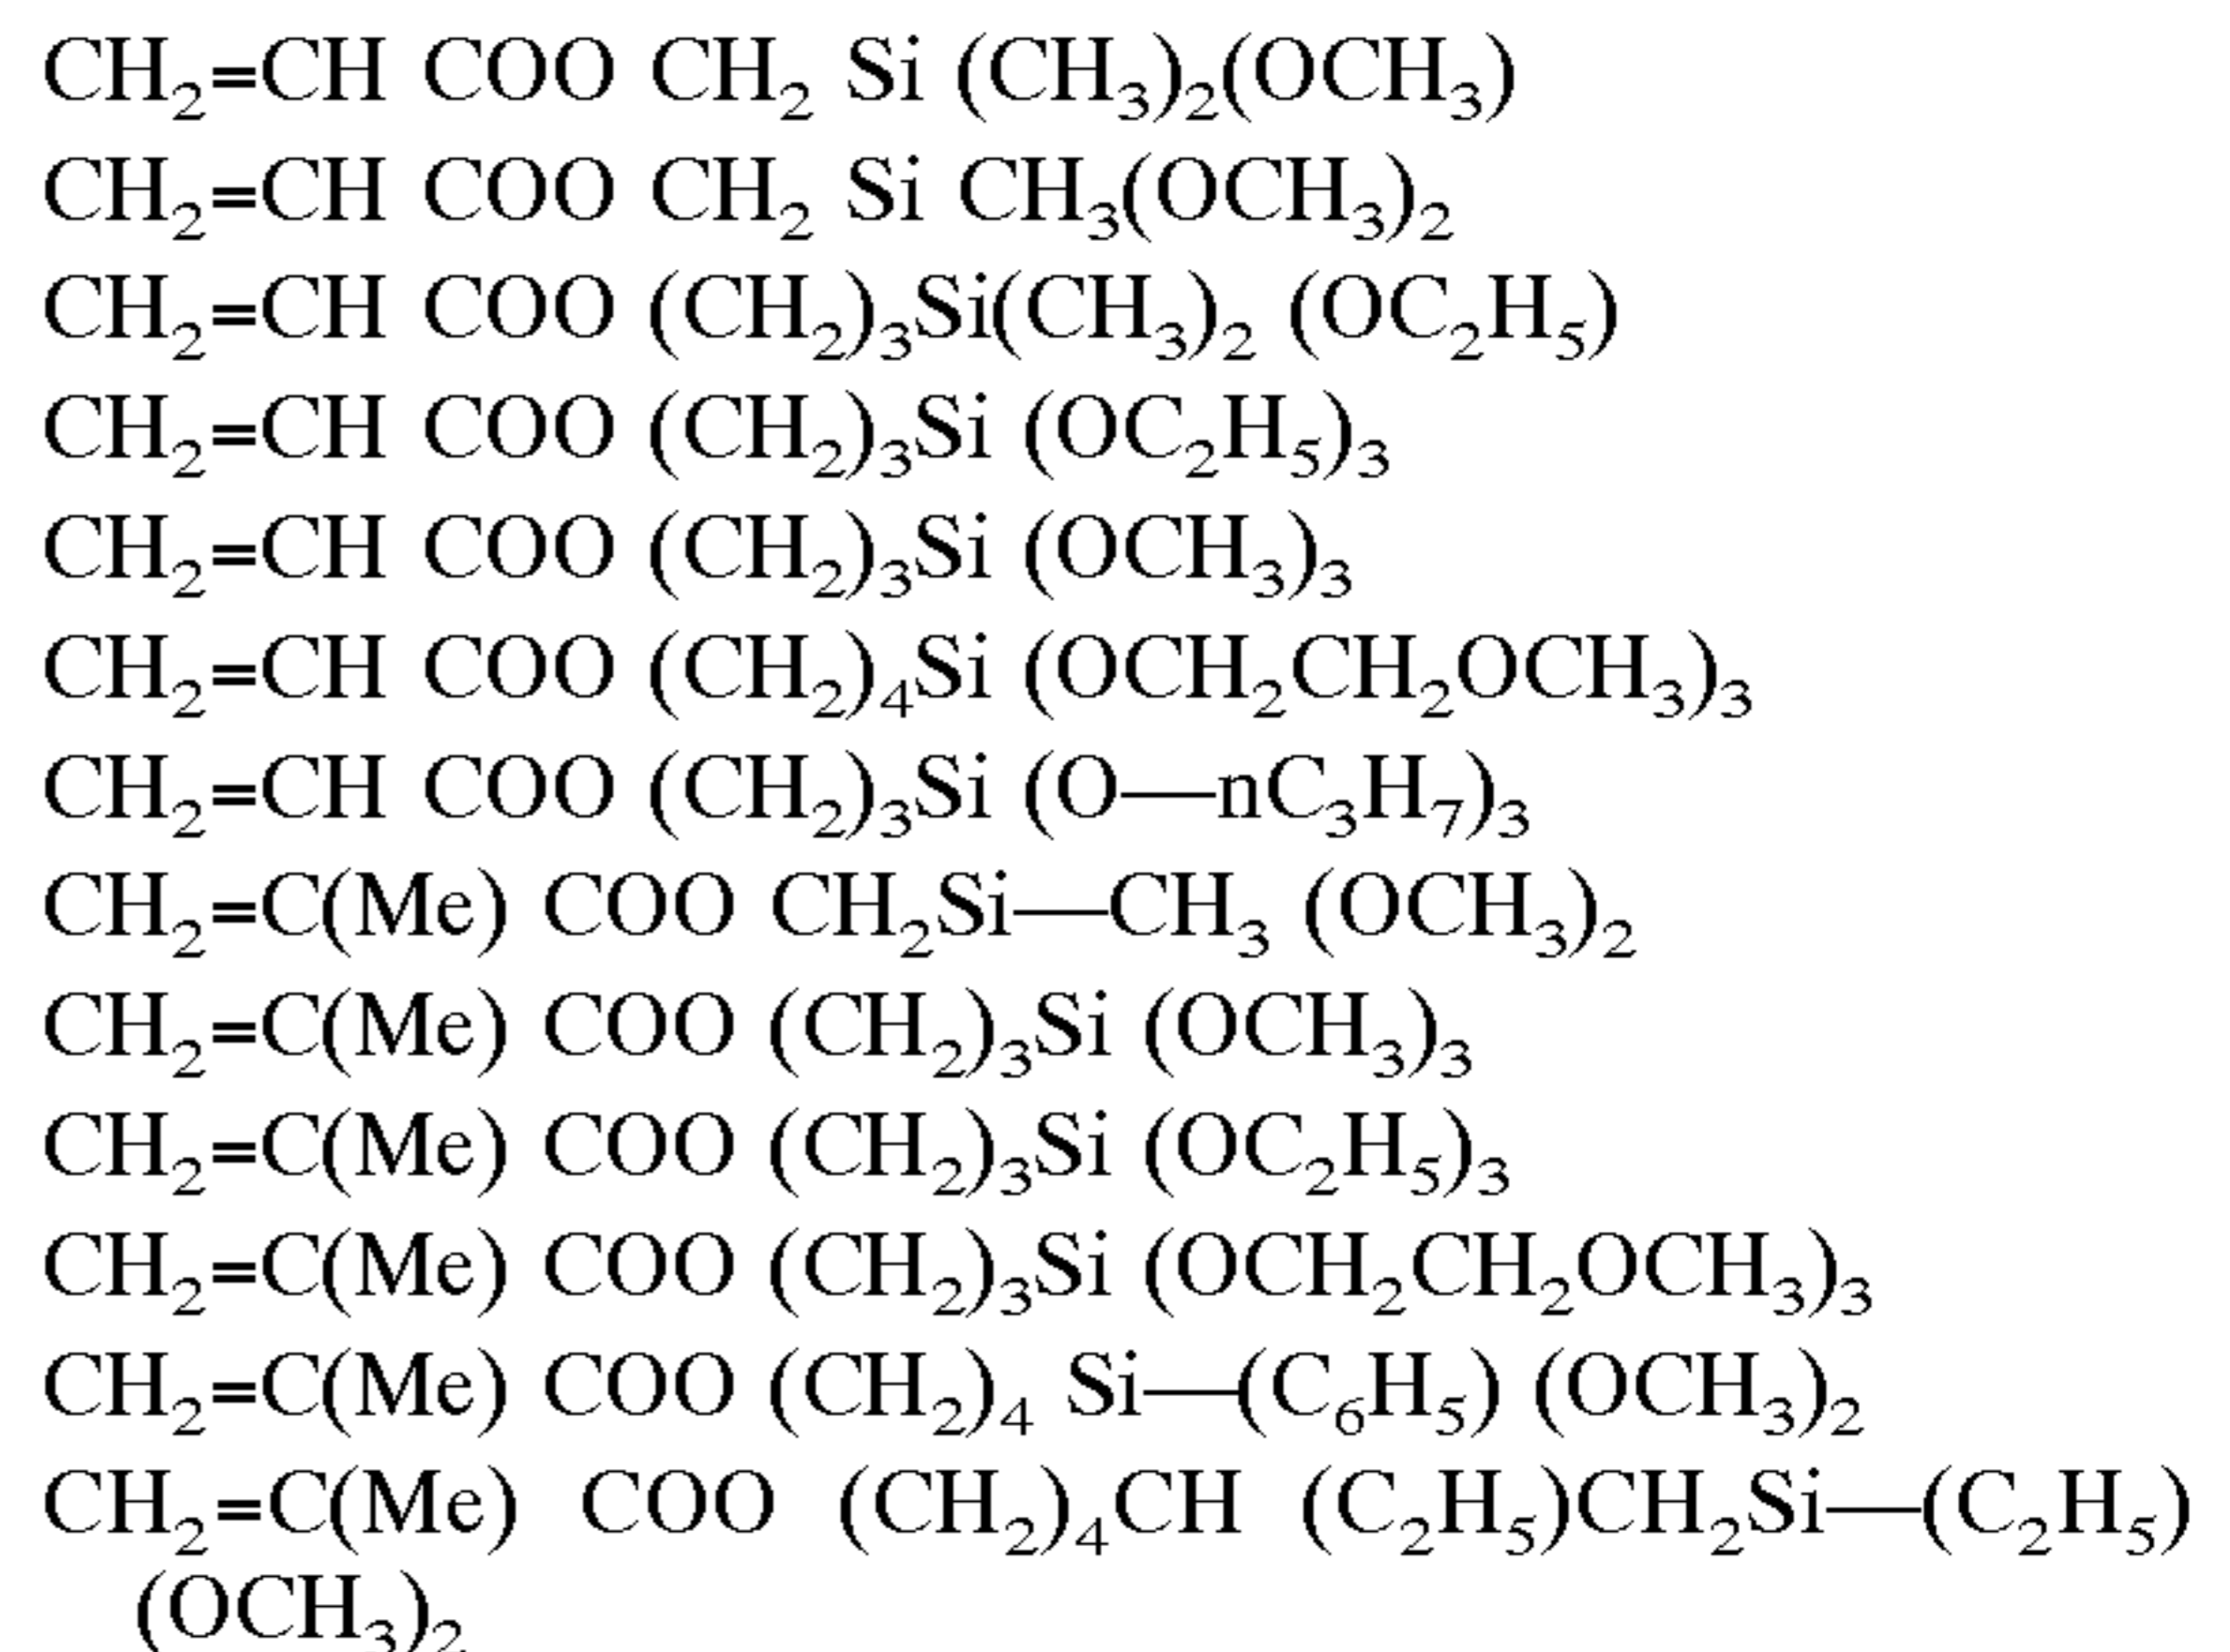 CH₂=CH COO CH₂ Si (CH₃)₂(OCH₃)
CH₂=CH COO CH₂ Si CH₃(OCH₃)₂
CH₂=CH COO (CH₂)₃Si(CH₃)₂ (OC₂H₅)
CH₂=CH COO (CH₂)₃Si (OC₂H₅)₃
CH₂=CH COO (CH₂)₃Si (OCH₃)₃
CH₂=CH COO (CH₂)₄Si (OCH₂CH₂OCH₃)₃
CH₂=CH COO (CH₂)₃Si (O—nC₃H₇)₃
CH₂=C(Me) COO CH₂Si—CH₃ (OCH₃)₂
CH₂=C(Me) COO (CH₂)₃Si (OCH₃)₃
CH₂=C(Me) COO (CH₂)₃Si (OC₂H₅)₃
CH₂=C(Me) COO (CH₂)₃Si (OCH₂CH₂OCH₃)₃
CH₂=C(Me) COO (CH₂)₄ Si—(C₆H₅) (OCH₃)₂
CH₂=C(Me) COO (CH₂)₄CH (C₂H₅)CH₂Si—(C₂H₅)
(OCH₃)₂